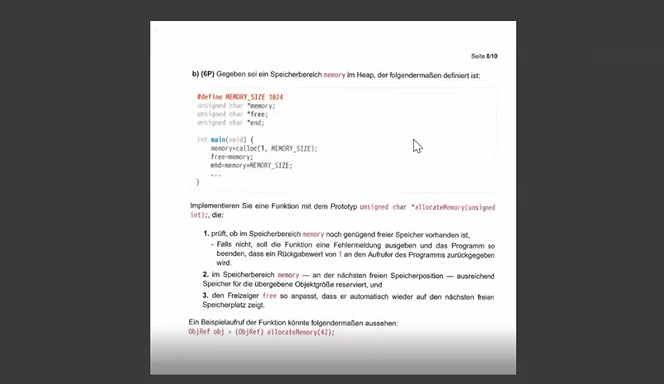 Seite 8/10
b) (6P) Gegeben sei ein Speicherbereich memory im Heap, der folgendermaßen definiert ist:
#define MEMORY_SIZE 1024
unsigned char *memory;
unsigned char *free;
unsigned char *end;
int main(void) {
memory=calloc(1, MEMORY_SIZE);
free=memory;
end=memory+MEMORY_SIZE;
...
}
Implementieren Sie eine Funktion mit dem Prototyp unsigned char *allocateMemory(unsigned
int);, die:
1. prüft, ob im Speicherbereich memory noch genügend freier Speicher vorhanden ist,
- Falls nicht, soll die Funktion eine Fehlermeldung ausgeben und das Programm so
beenden, dass ein Rückgabewert von 1 an den Aufrufer des Programms zurückgegeben
wird.
2. im Speicherbereich memory — an der nächsten freien Speicherposition — ausreichend
Speicher für die übergebene Objektgröße reserviert, und
3. den Freizeiger free so anpasst, dass er automatisch wieder auf den nächsten freien
Speicherplatz zeigt.
Ein Beispielaufruf der Funktion könnte folgendermaßen aussehen:
ObjRef obj = (ObjRef) allocateMemory(42);